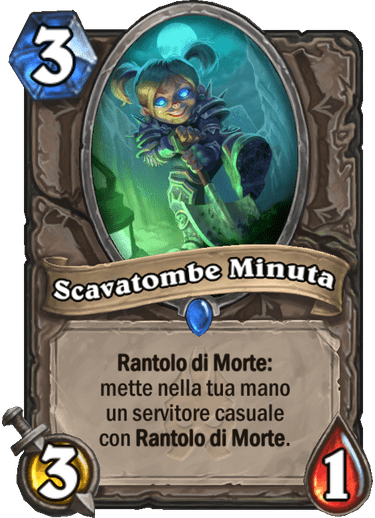 3
Scavatombe Minuta
Rantolo di Morte:
mette nella tua mano
un servitore casuale
con Rantolo di Morte.
3
1